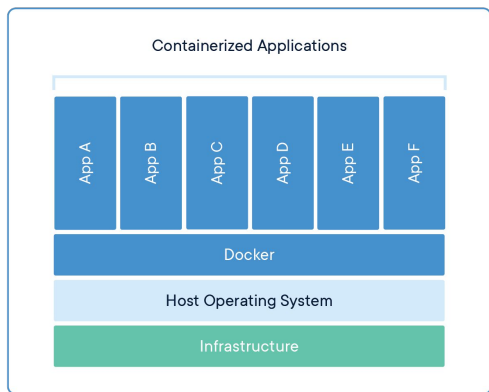 Containerized Applications
App A
App B
App C
App D
App E
App F
Docker
Host Operating System
Infrastructure